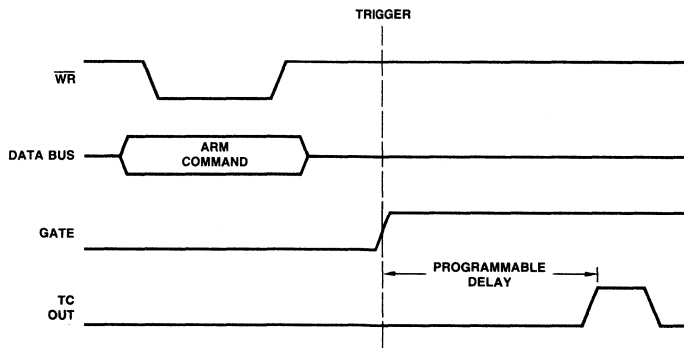 TRIGGER
WR
DATA BUS
ARM
COMMAND
GATE
PROGRAMMABLE
DELAY
TC
OUT